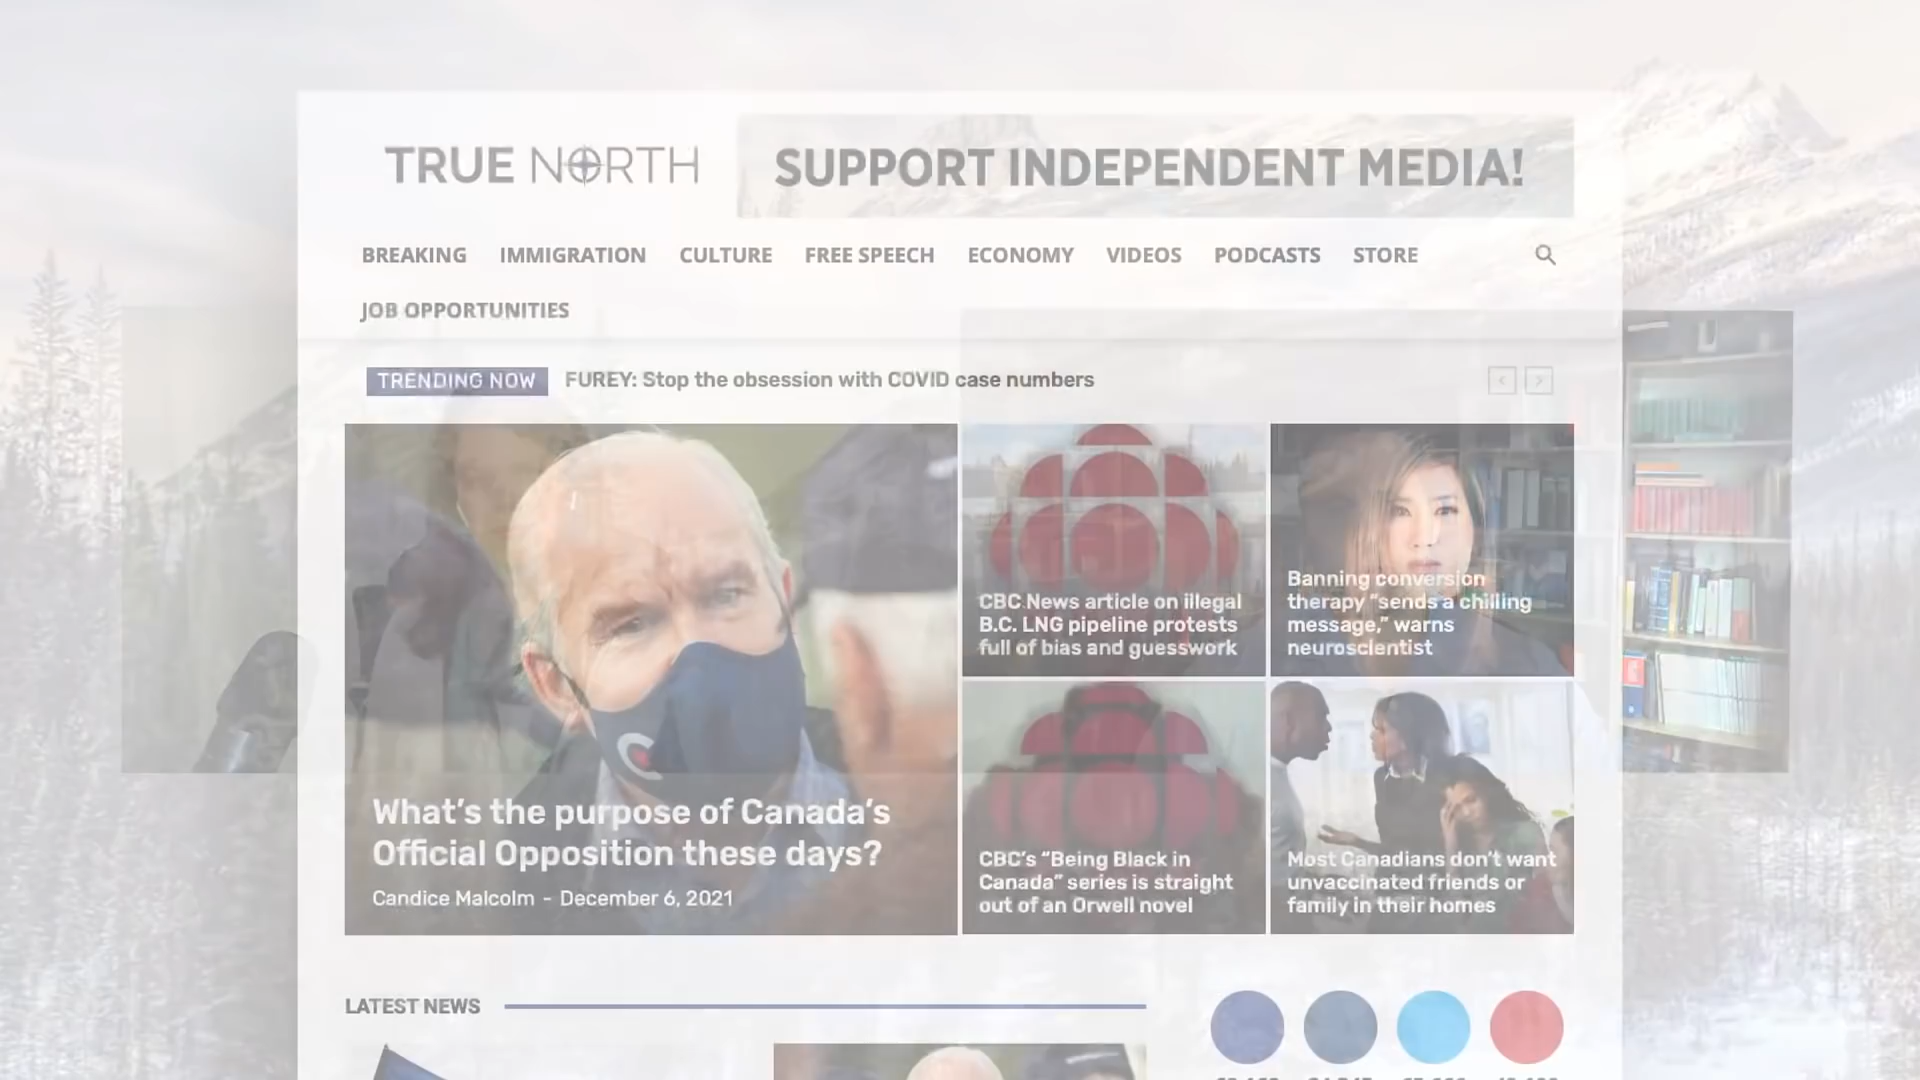 TRUE NORTH
SUPPORT INDEPENDENT MEDIA!
BREAKING IMMIGRATION CULTURE FREE SPEECH ECONOMY VIDEOS PODCASTS STORE
JOB OPPORTUNITIES
TRENDING NOW FUREY: Stop the obsession with COVID case numbers
What's the purpose of Canada's
Official Opposition these days?
Candice Malcolm - December 6, 2021
CBC News article on illegal
B.C. LNG pipeline protests
full of bias and guesswork
Banning conversion
therapy "sends a chilling
message," warns
neuroscientist
CBC's “Being Black in
Canada” series is straight
out of an Orwell novel
Most Canadians don't want
unvaccinated friends or
family in their homes
LATEST NEWS